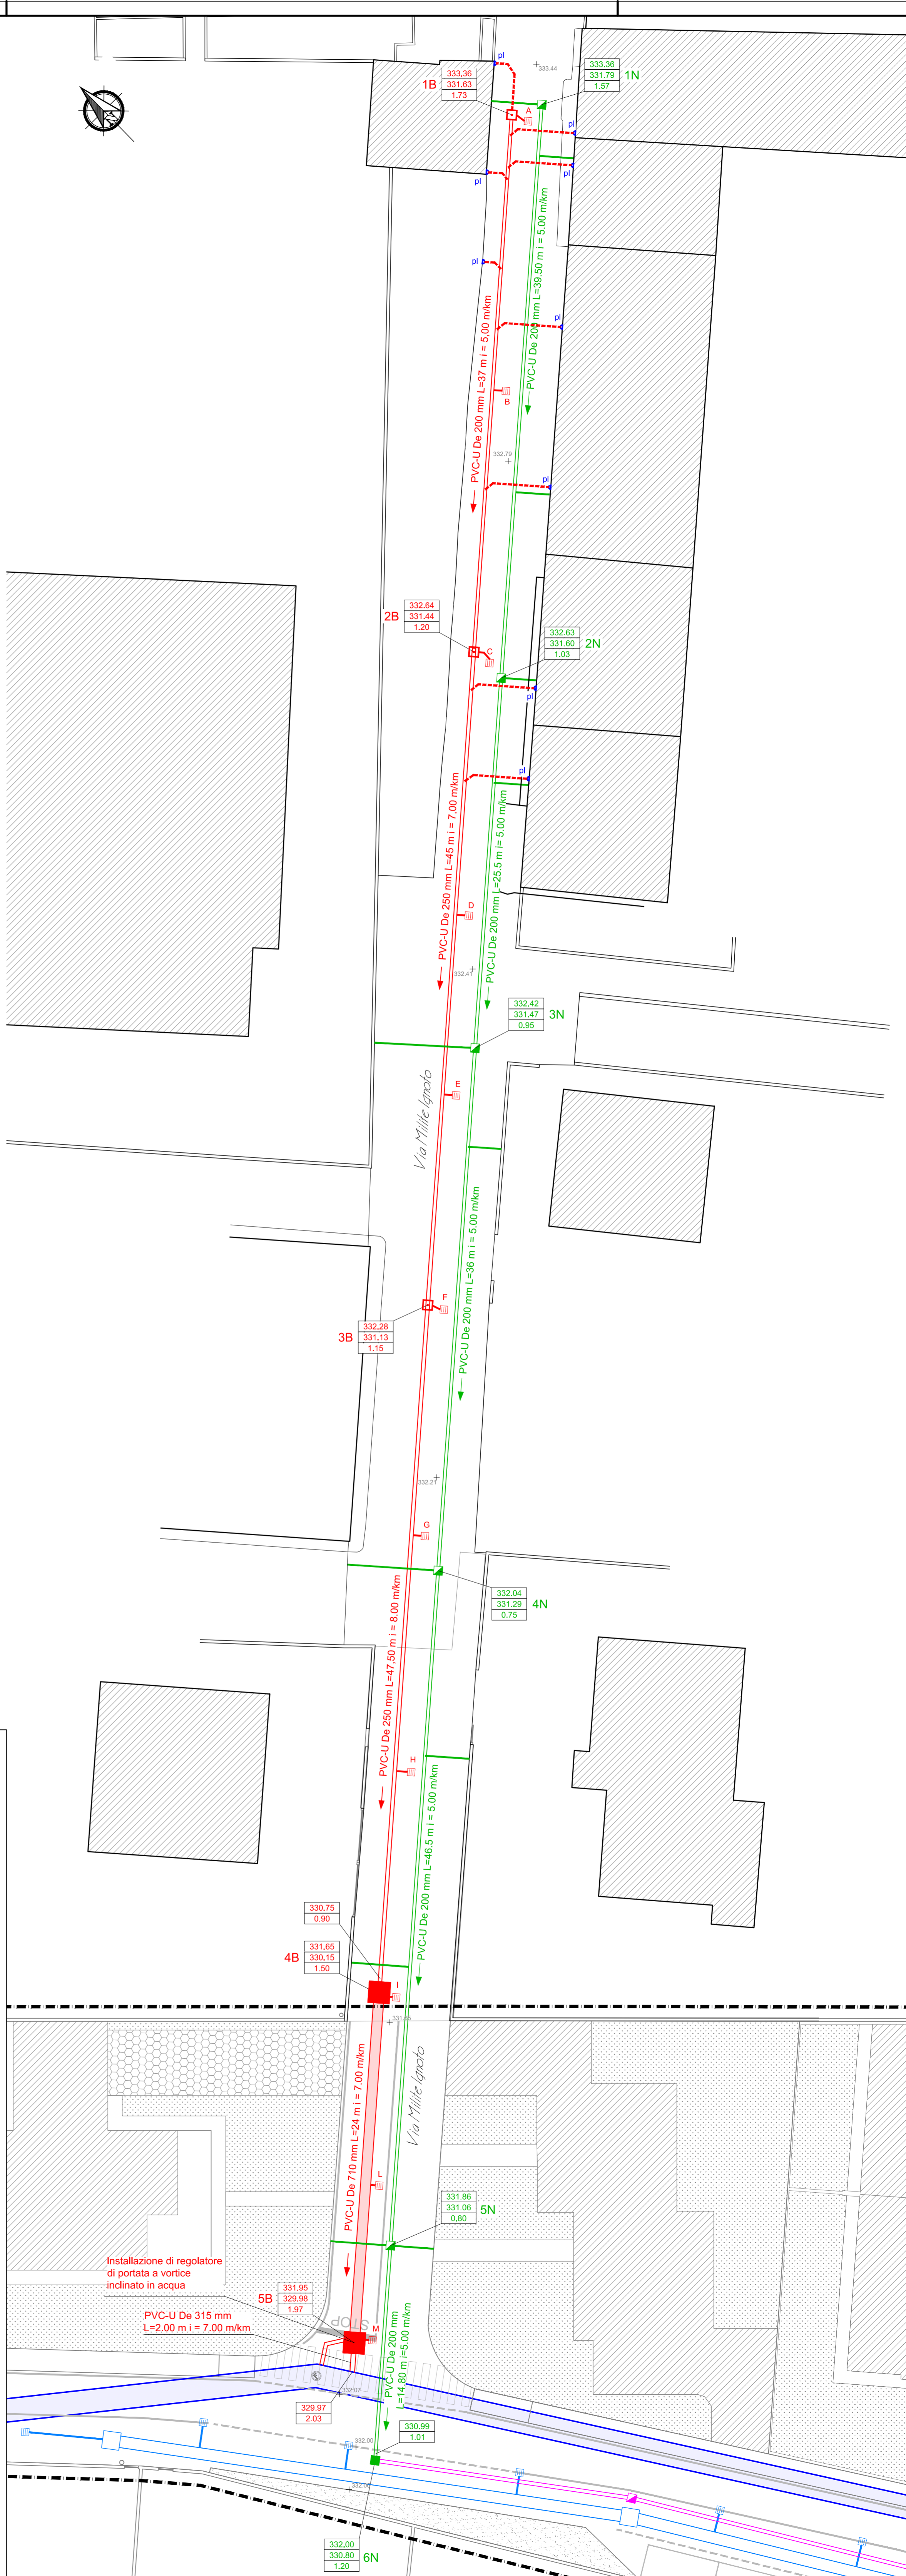 pl
333.44
333,36
331.63
1.73
1B
333,36
331.79
1.57
1N
A
pl
pl
pl
pl
pl
PVC-U De 200 mm L=37 m i = 5,00 m/km
PVC-U De 200 mm L=39.50 m i = 5.00 m/km
B
332.79
pl
332.64
331.44
1.20
2B
C
332.63
331.60
1.03
2N
pl
pl
PVC-U De 250 mm L=45 m i = 7,00 m/km
PVC-U De 200 mm L=25.5 m i= 5.00 m/km
D
332.41
332,42
331.47
0.95
3N
E
Via Milite Ignoto
PVC-U De 200 mm L=36 m i = 5.00 m/km
F
332,28
331,13
1.15
3B
332.21
G
332.04
331.29
0.75
4N
PVC-U De 250 mm L=47,50 m i = 8.00 m/km
H
PVC-U De 200 mm L=46.5 m i = 5.00 m/km
330,75
0.90
331,65
330,15
1.50
4B
I
Via Milite Ignoto
PVC-U De 710 mm L=24 m i = 7.00 m/km
L
331.86
331.06
0.80
5N
Installazione di regolatore
di portata a vortice
inclinato in acqua
331.95
329.98
1.97
5B
STOP
M
PVC-U De 315 mm
L=2.00 m i = 7.00 m/km
PVC-U De 200 mm
L=14.80 m i=5.00 m/km
332.07
329.97
2.03
330,99
1.01
332.00
332,00
330,80
1.20
6N